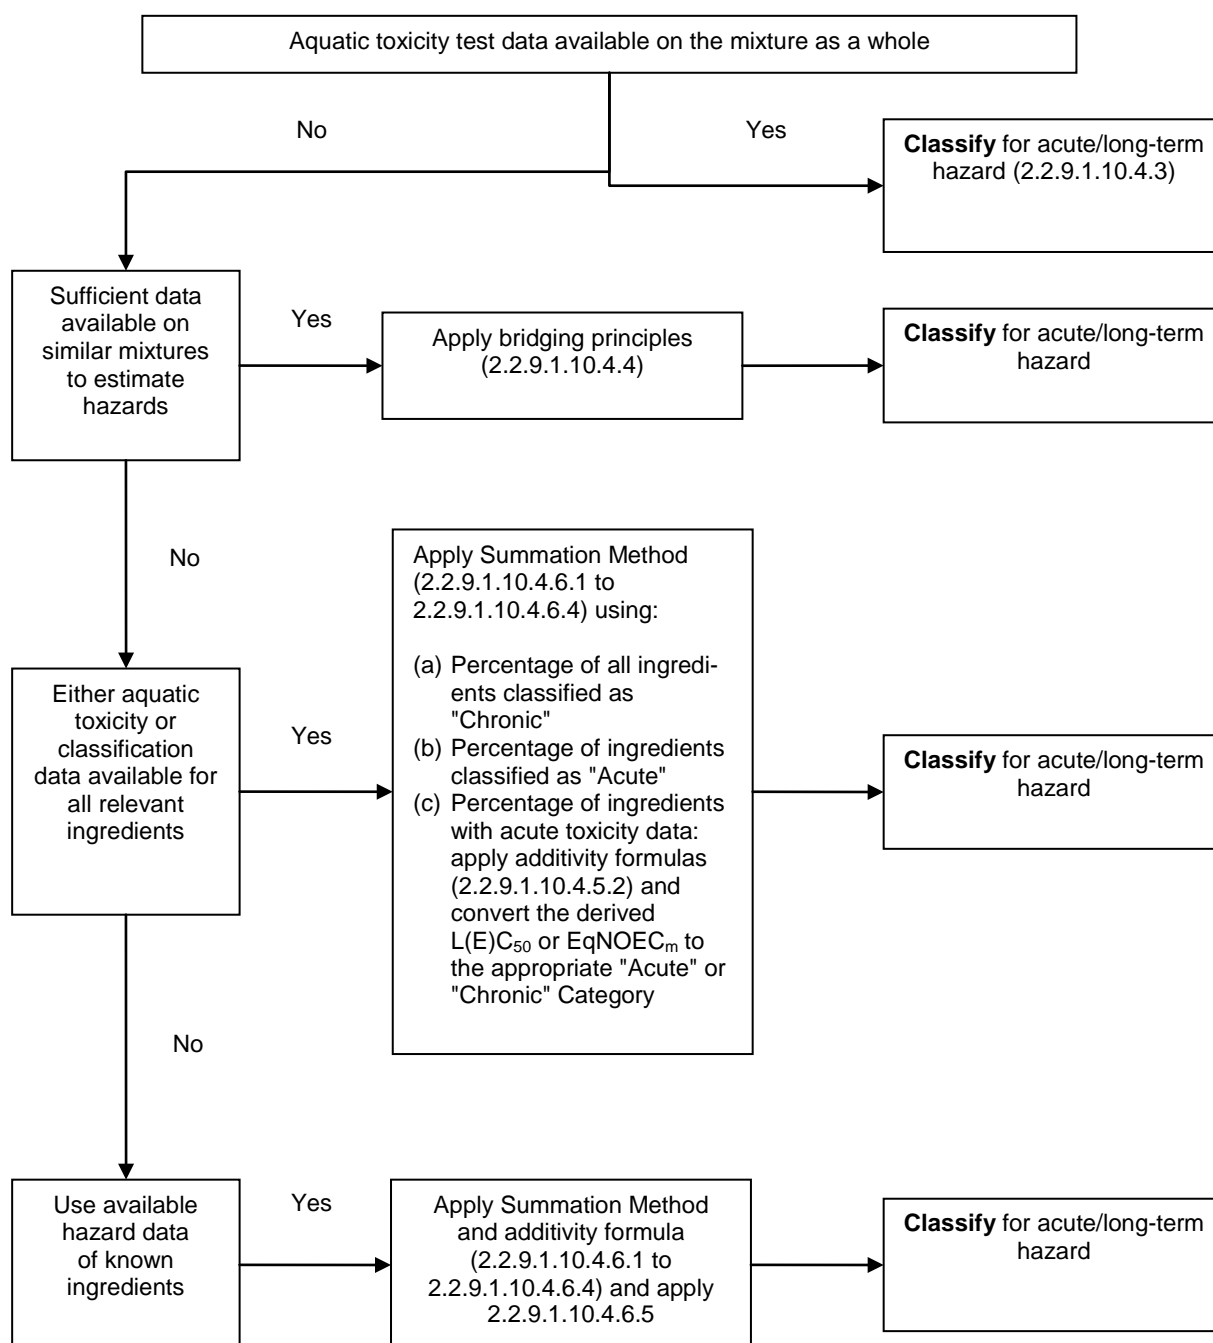 Aquatic toxicity test data available on the mixture as a whole
No
Yes
Classify for acute/long-term
hazard (2.2.9.1.10.4.3)
Sufficient data
available on
similar mixtures
to estimate
hazards
Yes
Apply bridging principles
(2.2.9.1.10.4.4)
Classify for acute/long-term
hazard
No
Either aquatic
toxicity or
classification
data available for
all relevant
ingredients
Yes
Apply Summation Method
(2.2.9.1.10.4.6.1 to
2.2.9.1.10.4.6.4) using:
(a) Percentage of all ingredi-
ents classified as
"Chronic"
(b) Percentage of ingredients
classified as "Acute"
(c) Percentage of ingredients
with acute toxicity data:
apply additivity formulas
(2.2.9.1.10.4.5.2) and
convert the derived
L(E)C50 or EqNOECm to
the appropriate "Acute" or
"Chronic" Category
Classify for acute/long-term
hazard
No
Use available
hazard data
of known
ingredients
Yes
Apply Summation Method
and additivity formula
(2.2.9.1.10.4.6.1 to
2.2.9.1.10.4.6.4) and apply
2.2.9.1.10.4.6.5
Classify for acute/long-term
hazard